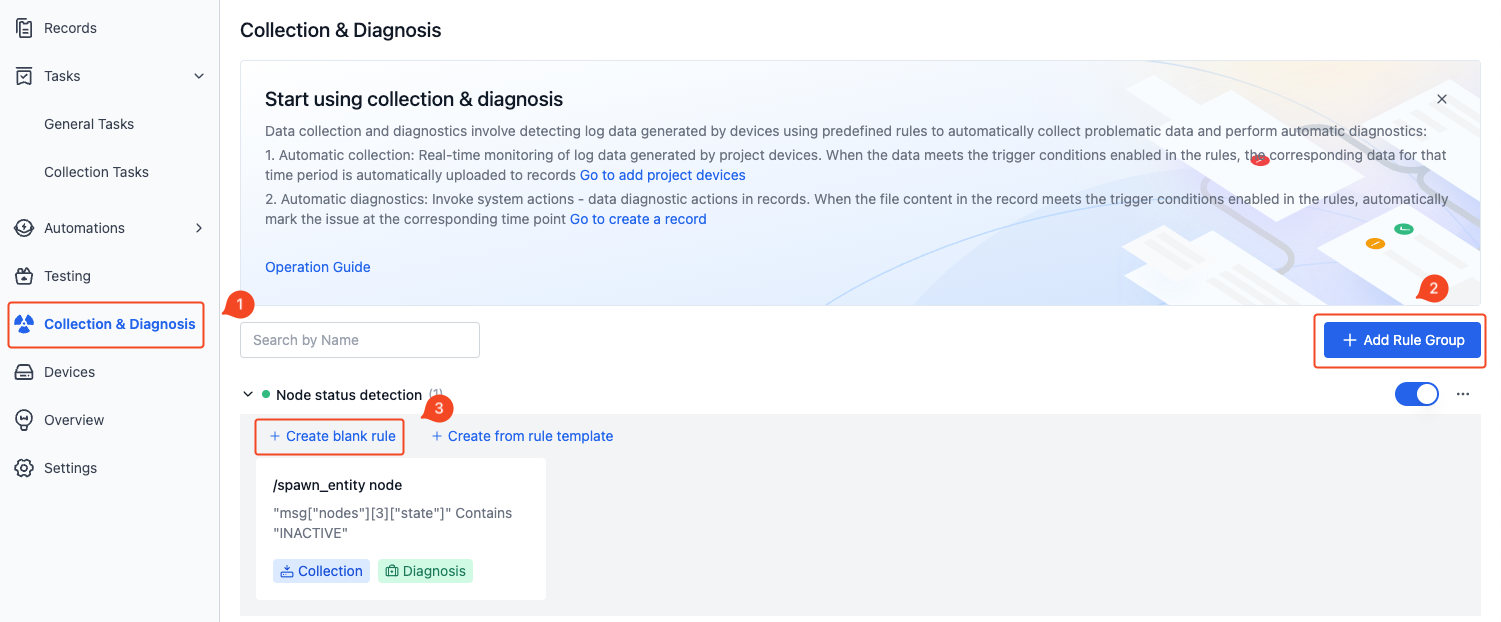 Records
Tasks
General Tasks
Collection Tasks
Automations
Testing
Collection & Diagnosis
1
Devices
Overview
Settings
Collection & Diagnosis
Start using collection & diagnosis
Data collection and diagnostics involve detecting log data generated by devices using predefined rules to automatically collect problematic data and perform automatic diagnostics:
1. Automatic collection: Real-time monitoring of log data generated by project devices. When the data meets the trigger conditions enabled in the rules, the corresponding data for that
time period is automatically uploaded to records Go to add project devices
2. Automatic diagnostics: Invoke system actions - data diagnostic actions in records. When the file content in the record meets the trigger conditions enabled in the rules, automatically
mark the issue at the corresponding time point Go to create a record
Operation Guide
2
Search by Name
+ Add Rule Group
Node status detection (1)
3
+ Create blank rule + Create from rule template
/spawn_entity node
"msg["nodes"][3]["state"]" Contains
"INACTIVE"
Collection Diagnosis